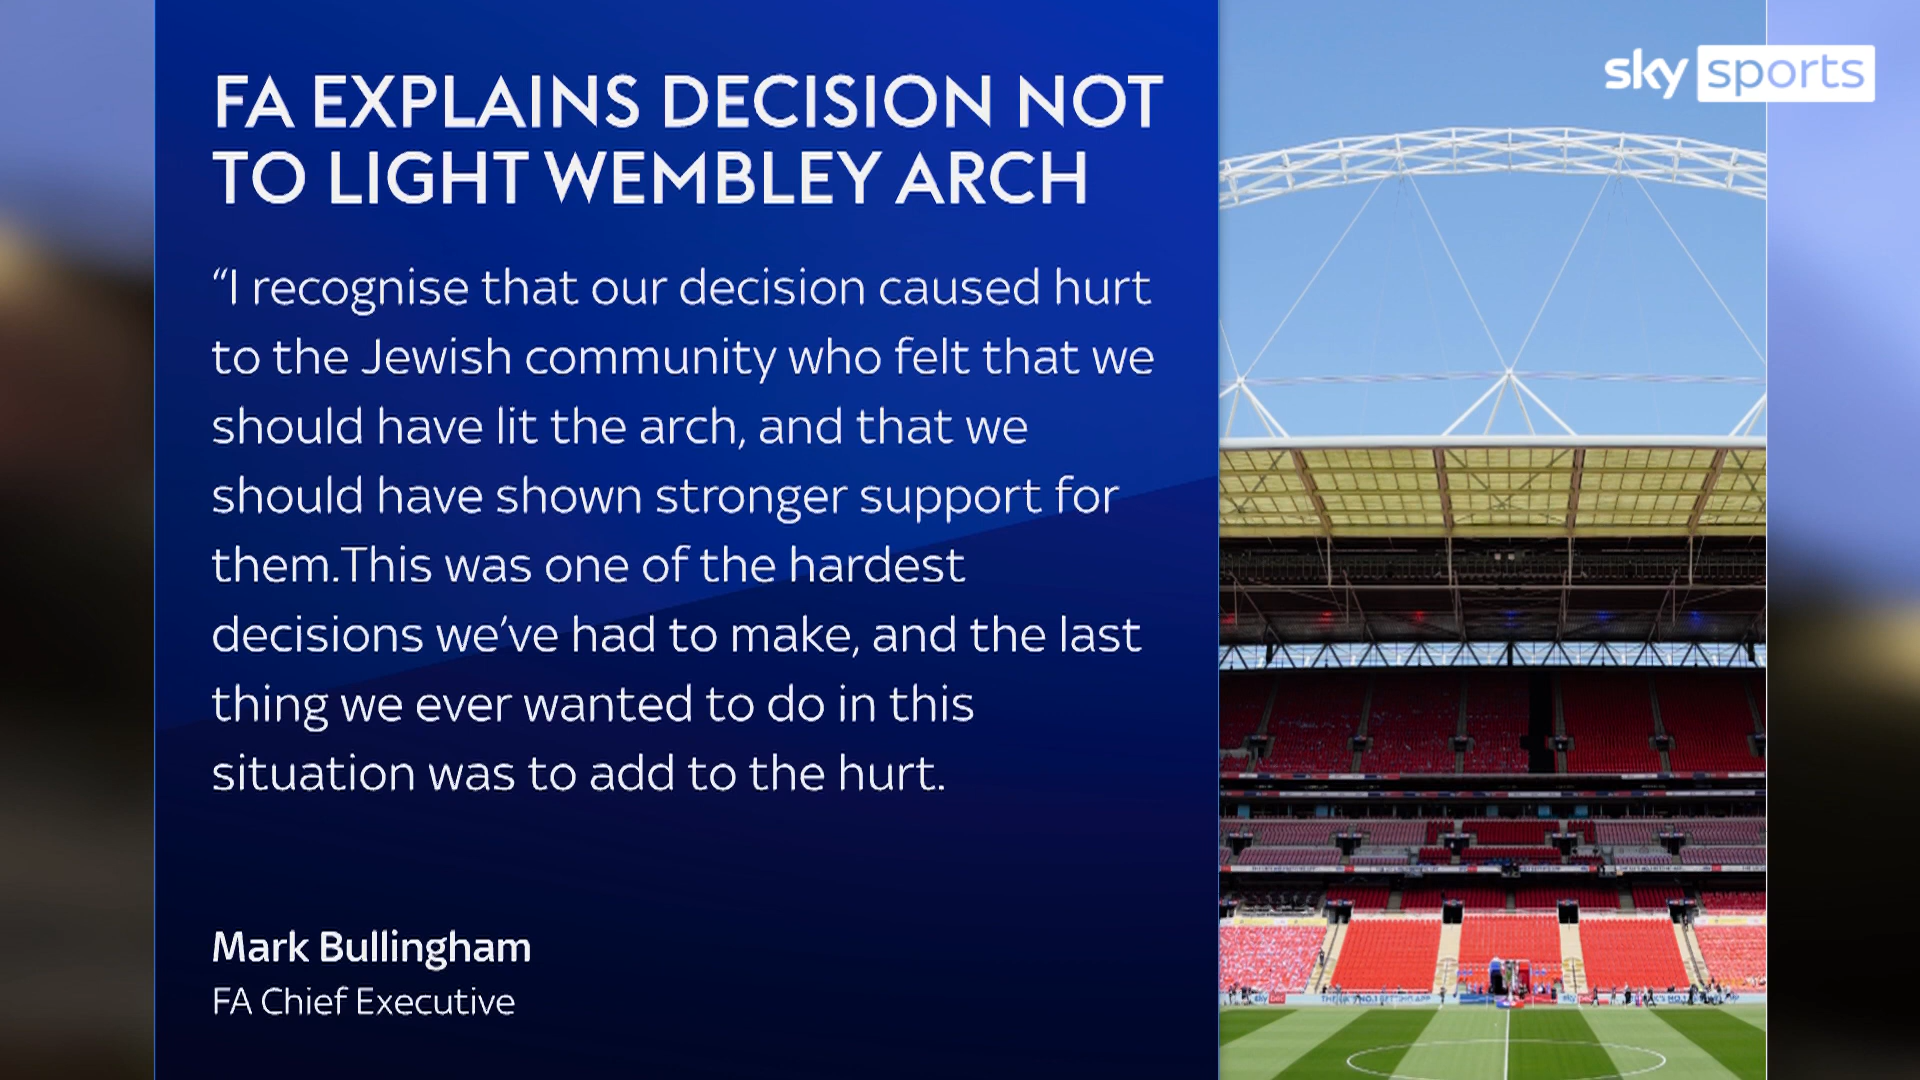 FA EXPLAINS DECISION NOT
TO LIGHT WEMBLEY ARCH
“I recognise that our decision caused hurt
to the Jewish community who felt that we
should have lit the arch, and that we
should have shown stronger support for
them.This was one of the hardest
decisions we’ve had to make, and the last
thing we ever wanted to do in this
situation was to add to the hurt.
Mark Bullingham
FA Chief Executive
sky sports